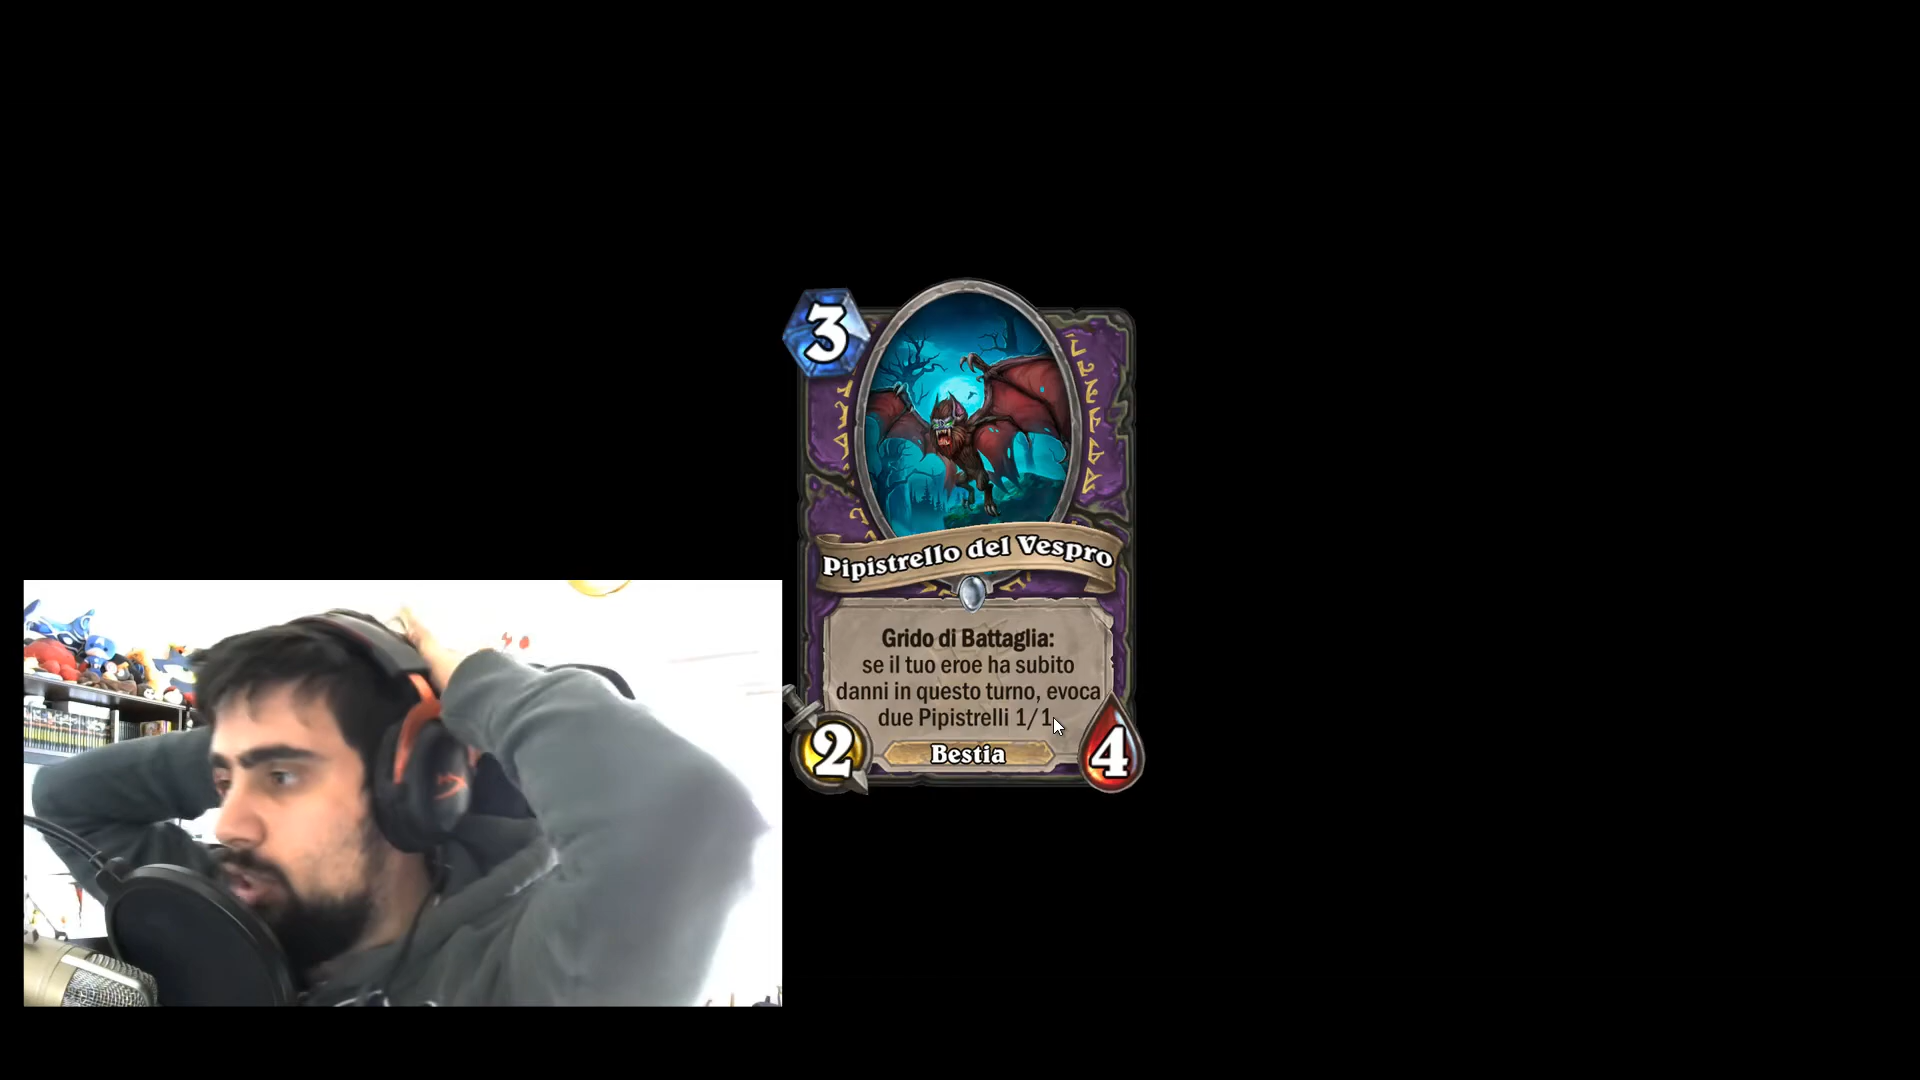 3
Pipistrello del Vespro
Grido di Battaglia:
se il tuo eroe ha subito
danni in questo turno, evoca
due Pipistrelli 1/1
2
Bestia
4